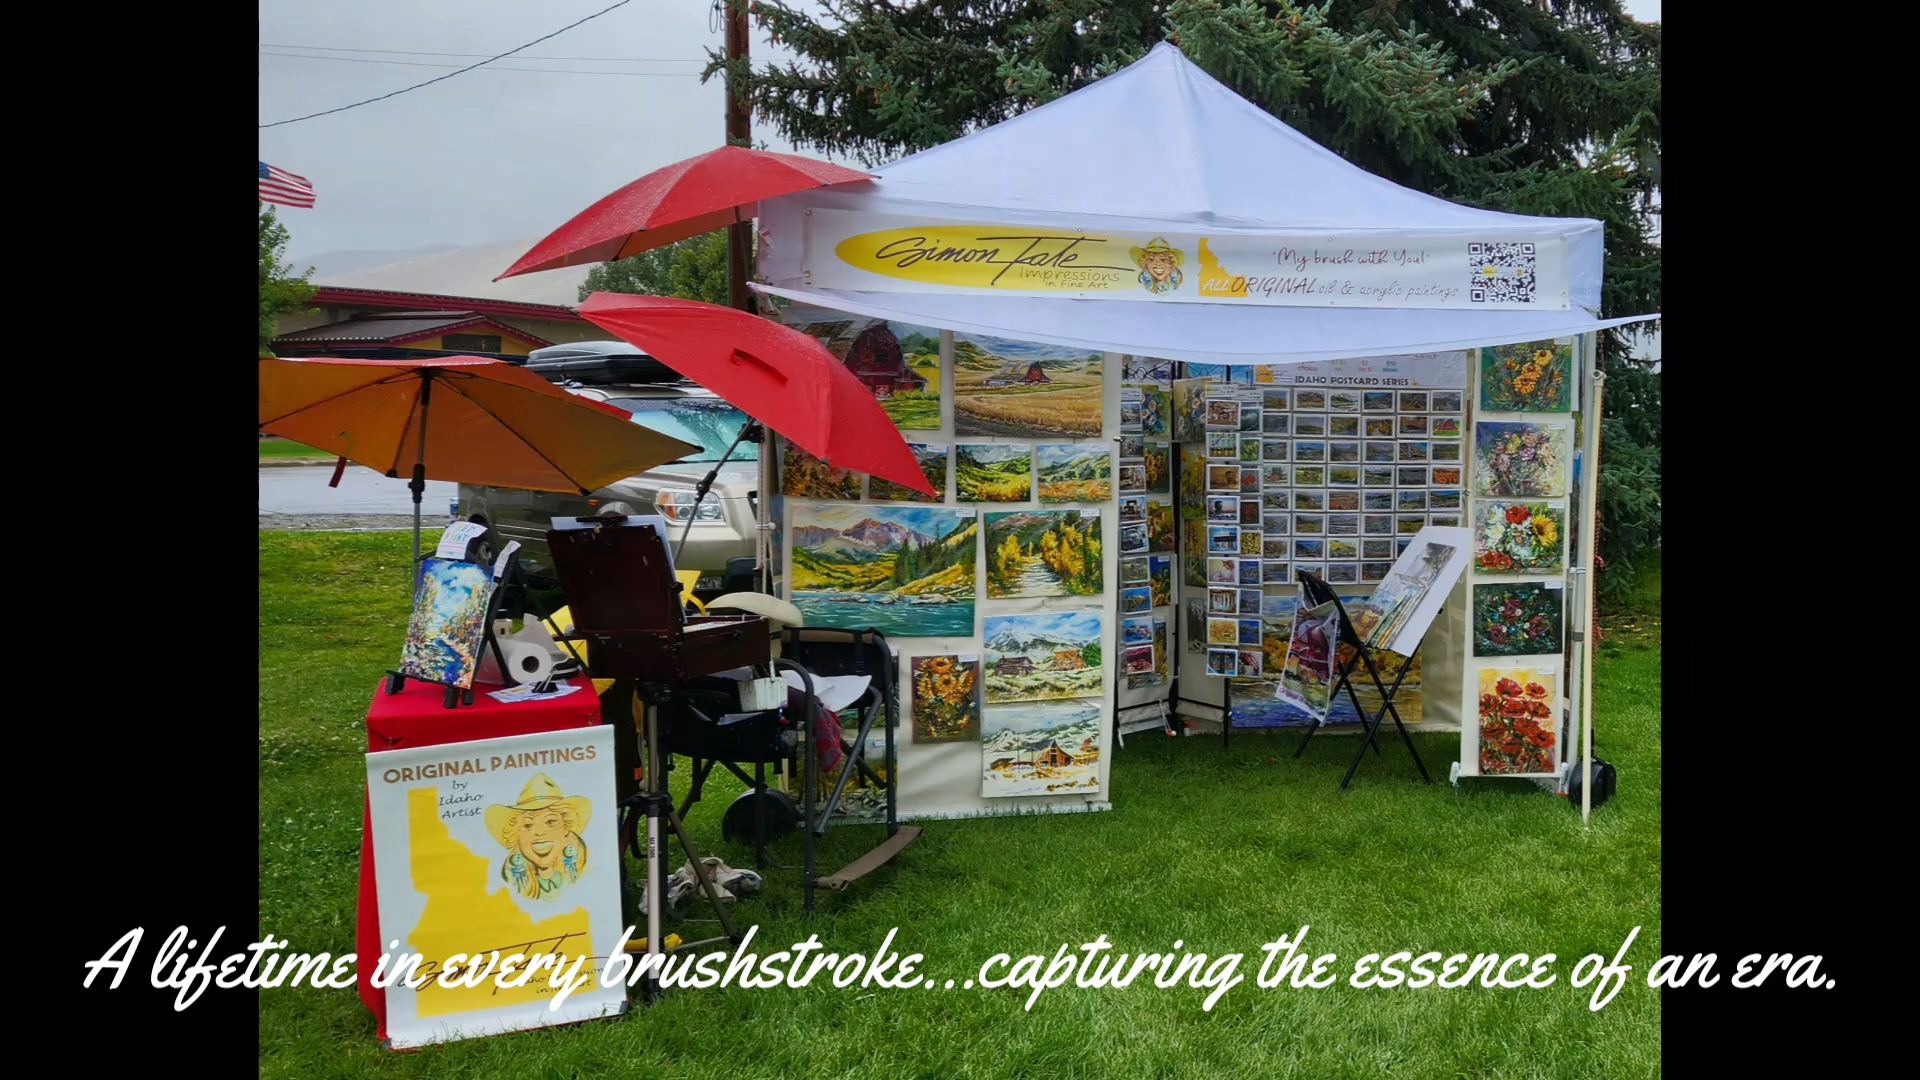 Simon Kate
Impressions
in Fine Art
'My brush with You!'
ALL ORIGINAL oil & acrylic paintings
IDAHO POSTCARD SERIES
ORIGINAL PAINTINGS
by
Idaho
Artist
A lifetime in every brushstroke...capturing the essence of an era.